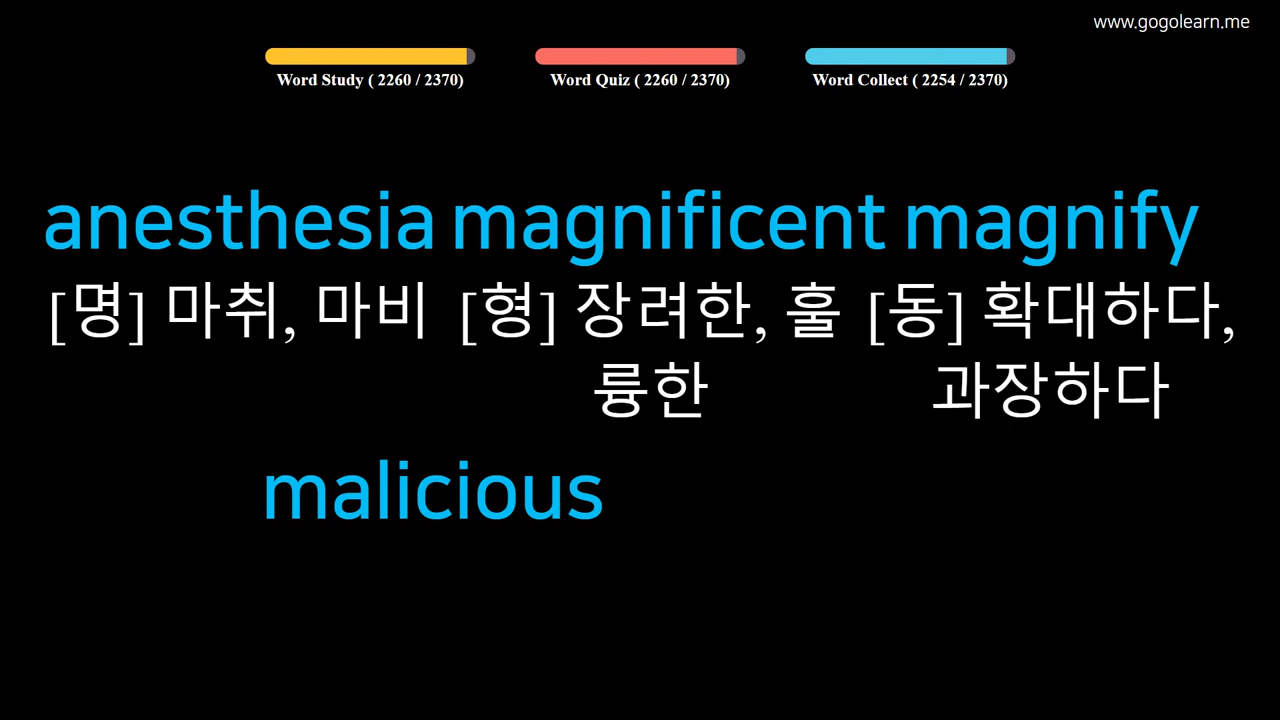 www.gogolearn.me
Word Study ( 2260 / 2370)
Word Quiz ( 2260 / 2370)
Word Collect ( 2254 / 2370)
anesthesia magnificent magnify
[명] 마취, 마비 [형] 장려한, 훌 [동] 확대하다,
륭한 과장하다
malicious